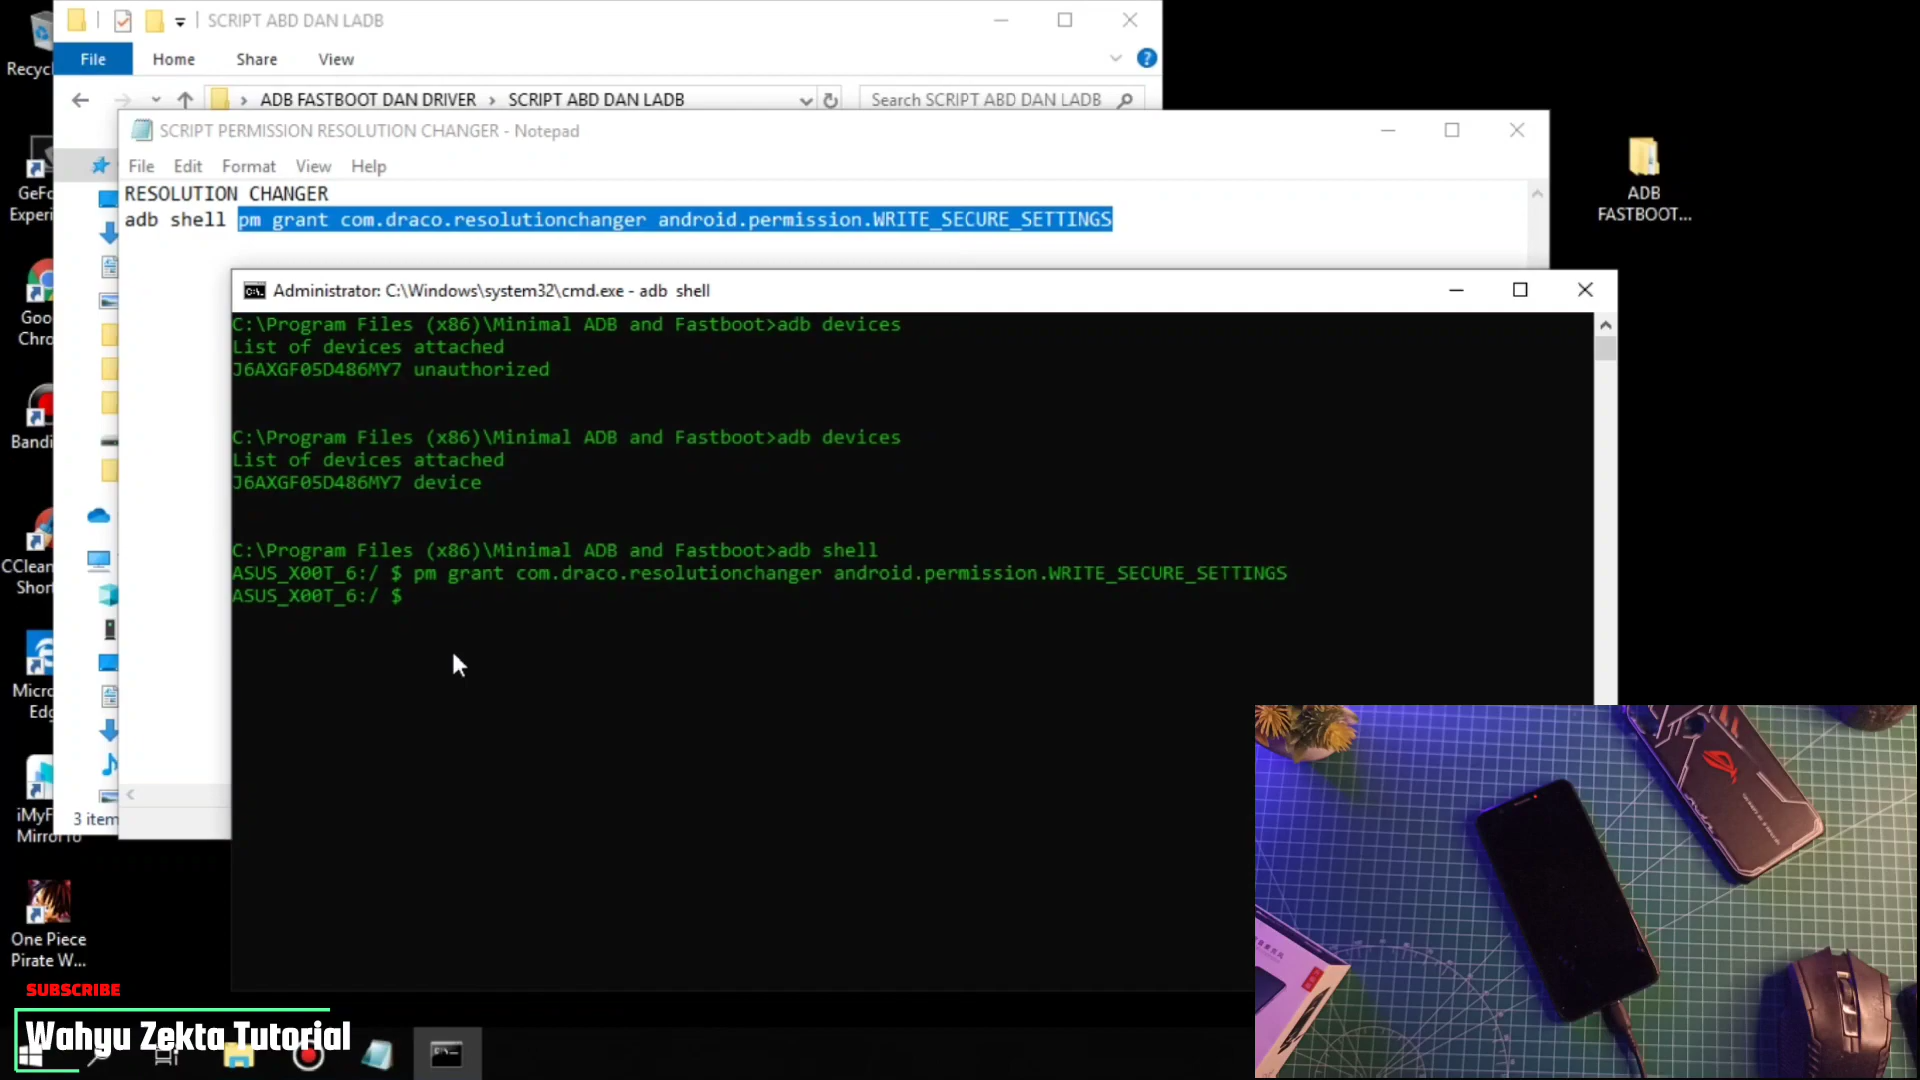 SCRIPT ABD DAN LADB
File Home Share View
ADB FASTBOOT DAN DRIVER › SCRIPT ABD DAN LADB
Search SCRIPT ABD DAN LADB
SCRIPT PERMISSION RESOLUTION CHANGER - Notepad
File Edit Format View Help
RESOLUTION CHANGER
adb shell pm grant com.draco.resolutionchanger android.permission.WRITE_SECURE_SETTINGS
Administrator: C:\Windows\system32\cmd.exe - adb shell
C:\Program Files (x86)\Minimal ADB and Fastboot>adb devices
List of devices attached
J6AXGF05D486MY7 unauthorized
C:\Program Files (x86)\Minimal ADB and Fastboot>adb devices
List of devices attached
J6AXGF05D486MY7 device
C:\Program Files (x86)\Minimal ADB and Fastboot>adb shell
ASUS_X00T_6:/ $ pm grant com.draco.resolutionchanger android.permission.WRITE_SECURE_SETTINGS
ASUS_X00T_6:/ $
3 item
Recyc
GeFo
Experi
Goo
Chro
Bandi
CClean
Shor
Micro
Edg
iMyF
MirrorTo
One Piece
Pirate W...
ADB
FASTBOOT...
SUBSCRIBE
Wahyu Zekta Tutorial